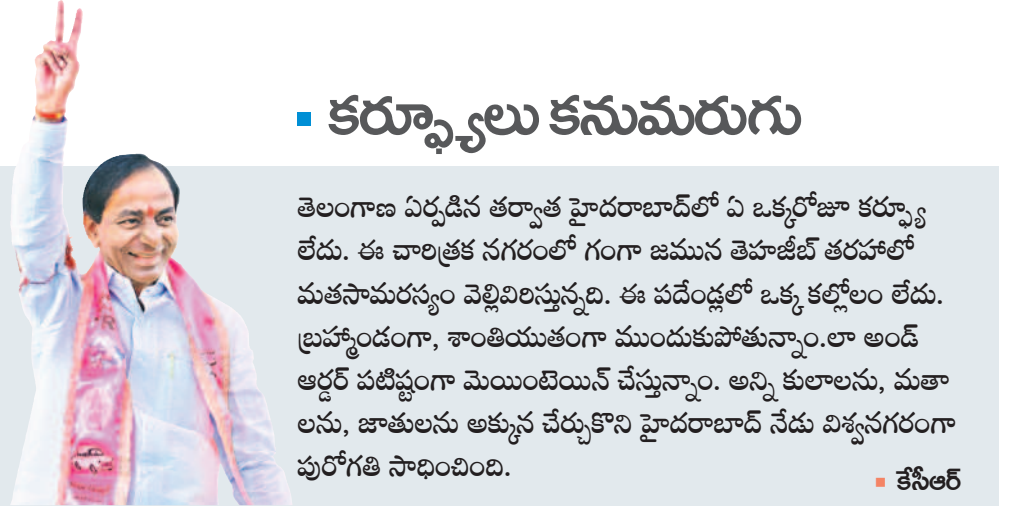 కర్ఫ్యూలు కనుమరుగు
తెలంగాణ ఏర్పడిన తర్వాత హైదరాబాద్‌లో ఏ ఒక్కరోజూ కర్ఫ్యూ
లేదు. ఈ చారిత్రక నగరంలో గంగా జమున తెహజీబ్ తరహాలో
మతసామరస్యం వెల్లివిరిస్తున్నది. ఈ పదేండ్లలో ఒక్క కల్లోలం లేదు.
బ్రహ్మాండంగా, శాంతియుతంగా ముందుకుపోతున్నాం.లా అండ్
ఆర్డర్ పటిష్టంగా మెయింటెయిన్ చేస్తున్నాం. అన్ని కులాలను, మతా
లను, జాతులను అక్కున చేర్చుకొని హైదరాబాద్ నేడు విశ్వనగరంగా
పురోగతి సాధించింది.
కేసీఆర్